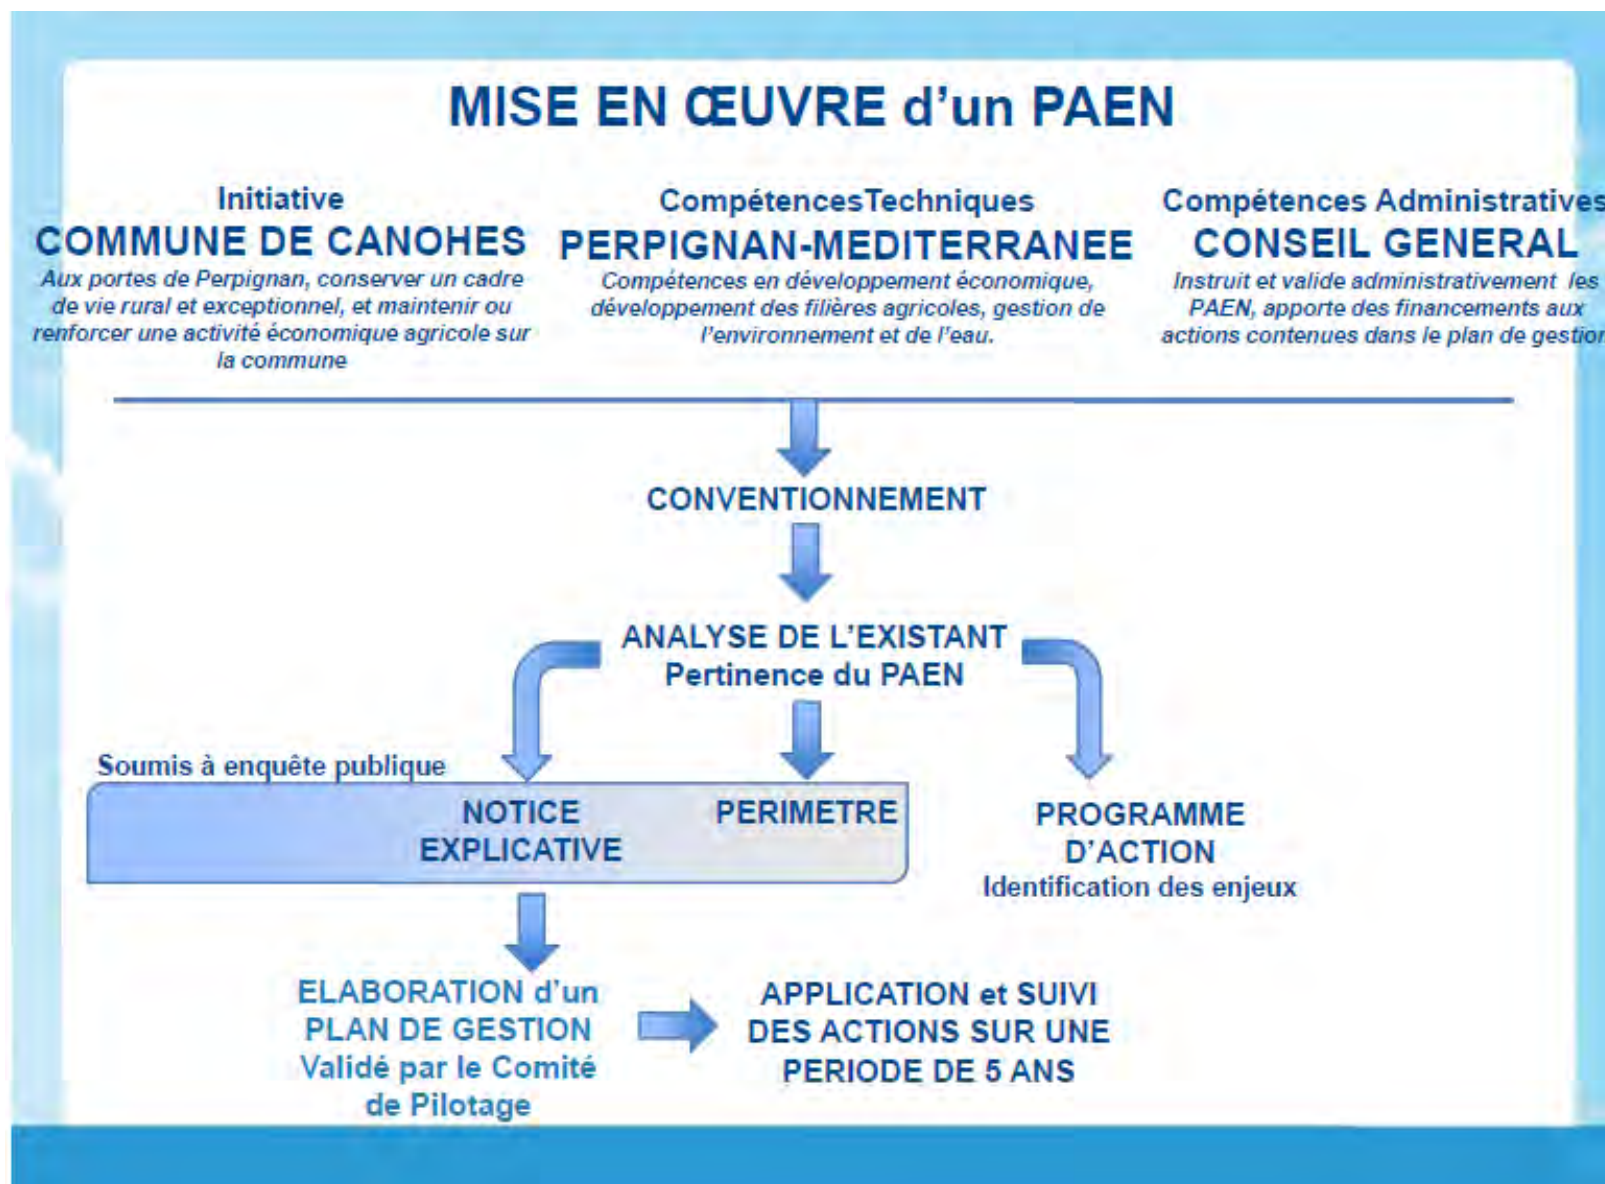 MISE EN ŒUVRE d'un PAEN
Initiative
COMMUNE DE CANOHES
Aux portes de Perpignan, conserver un cadre
de vie rural et exceptionnel, et maintenir ou
renforcer une activité économique agricole sur
la commune
CompétencesTechniques
PERPIGNAN-MEDITERRANEE
Compétences en développement économique,
développement des filières agricoles, gestion de
l'environnement et de l'eau.
Compétences Administratives
CONSEIL GENERAL
Instruit et valide administrativement les
PAEN, apporte des financements aux
actions contenues dans le plan de gestion
CONVENTIONNEMENT
ANALYSE DE L'EXISTANT
Pertinence du PAEN
Soumis à enquête publique
NOTICE
EXPLICATIVE
PERIMETRE
PROGRAMME
D'ACTION
Identification des enjeux
ELABORATION d'un
PLAN DE GESTION
Validé par le Comité
de Pilotage
APPLICATION et SUIVI
DES ACTIONS SUR UNE
PERIODE DE 5 ANS